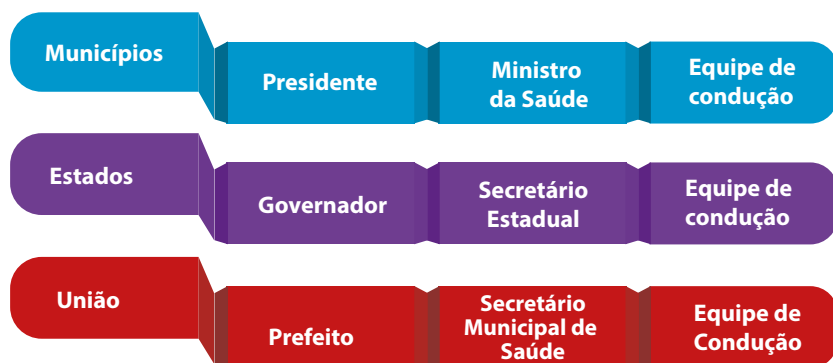 Municípios
Presidente
Ministro
da Saúde
Equipe de
condução
Estados
Governador
Secretário
Estadual
Equipe de
condução
União
Prefeito
Secretário
Municipal de
Saúde
Equipe de
Condução